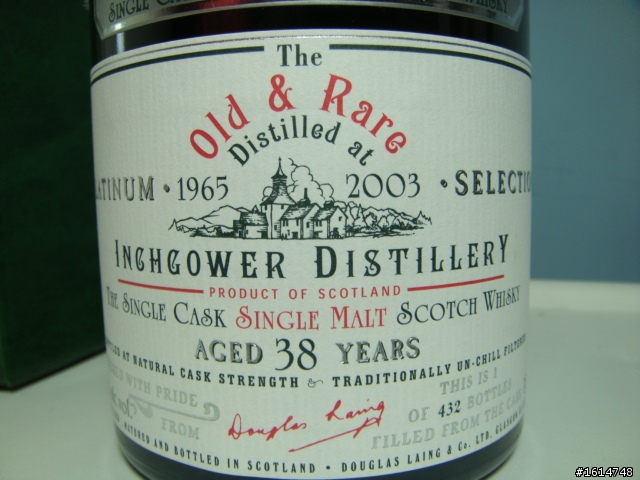 SINGLE CASK WHISKY
The
Old & Rare
Distilled at
ATINUM • 1965 2003 • SELECTIO
INCHGOWER DISTILLERY
PRODUCT OF SCOTLAND
THE SINGLE CASK SINGLE MALT SCOTCH WHISKY
AGED 38 YEARS
AT NATURAL CASK STRENGTH & TRADITIONALLY UN-CHILL FILTERED
WITH PRIDE THIS IS 1
FROM Douglas Laing OF 432 BOTTLES
FILLED FROM THE
MATURED AND BOTTLED IN SCOTLAND • DOUGLAS LAING & Co. LTD. GLASGOW
#1614748